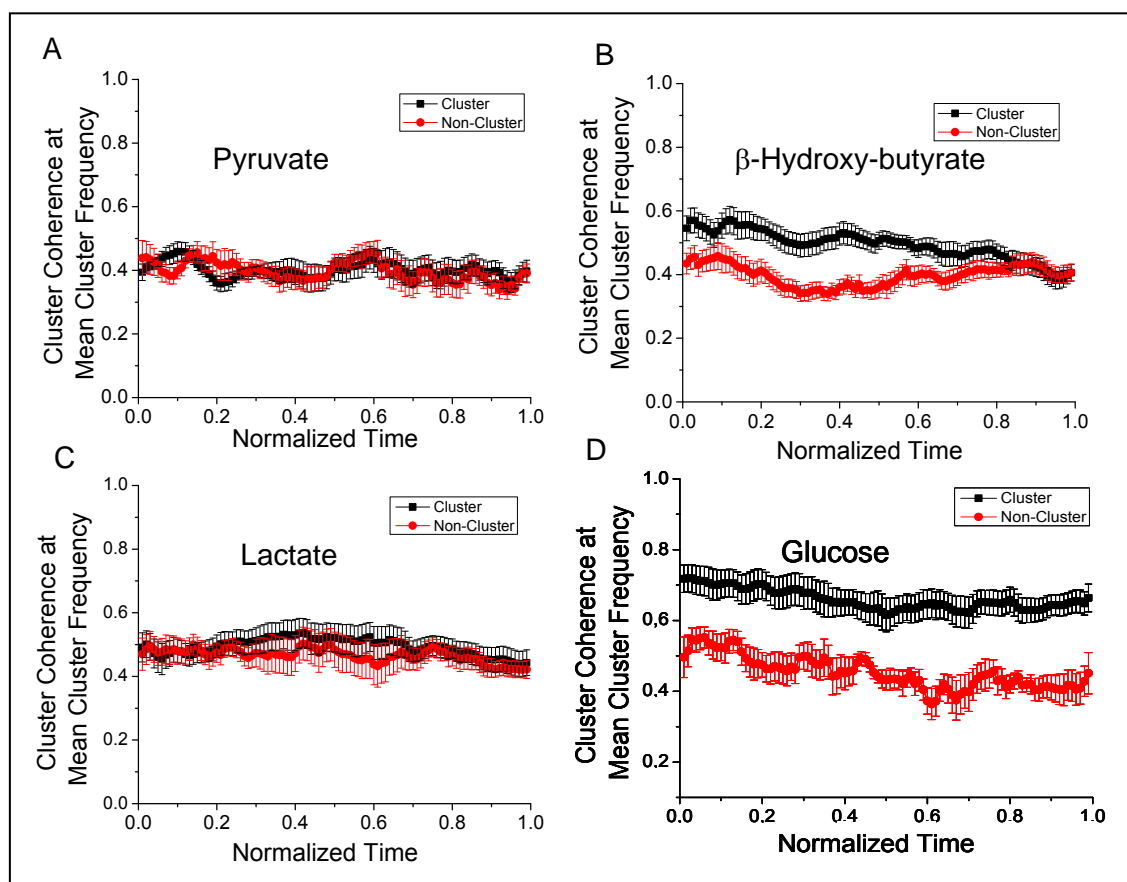 A
Cluster Coherence at
Mean Cluster Frequency
1.0
0.8
0.6
0.4
0.2
0.0
Cluster
Non-Cluster
Pyruvate
0.0 0.2 0.4 0.6 0.8 1.0
Normalized Time
B
Cluster Coherence at
Mean Cluster Frequency
1.0
0.8
0.6
0.4
0.2
0.0
Cluster
Non-Cluster
β-Hydroxy-butyrate
0.0 0.2 0.4 0.6 0.8 1.0
Normalized Time
C
Cluster Coherence at
Mean Cluster Frequency
1.0
0.8
0.6
0.4
0.2
0.0
Cluster
Non-Cluster
Lactate
0.0 0.2 0.4 0.6 0.8 1.0
Normalized Time
D
Cluster Coherence at
Mean Cluster Frequency
1.0
0.8
0.6
0.4
0.2
Cluster
Non-Cluster
Glucose
0.0 0.2 0.4 0.6 0.8 1.0
Normalized Time